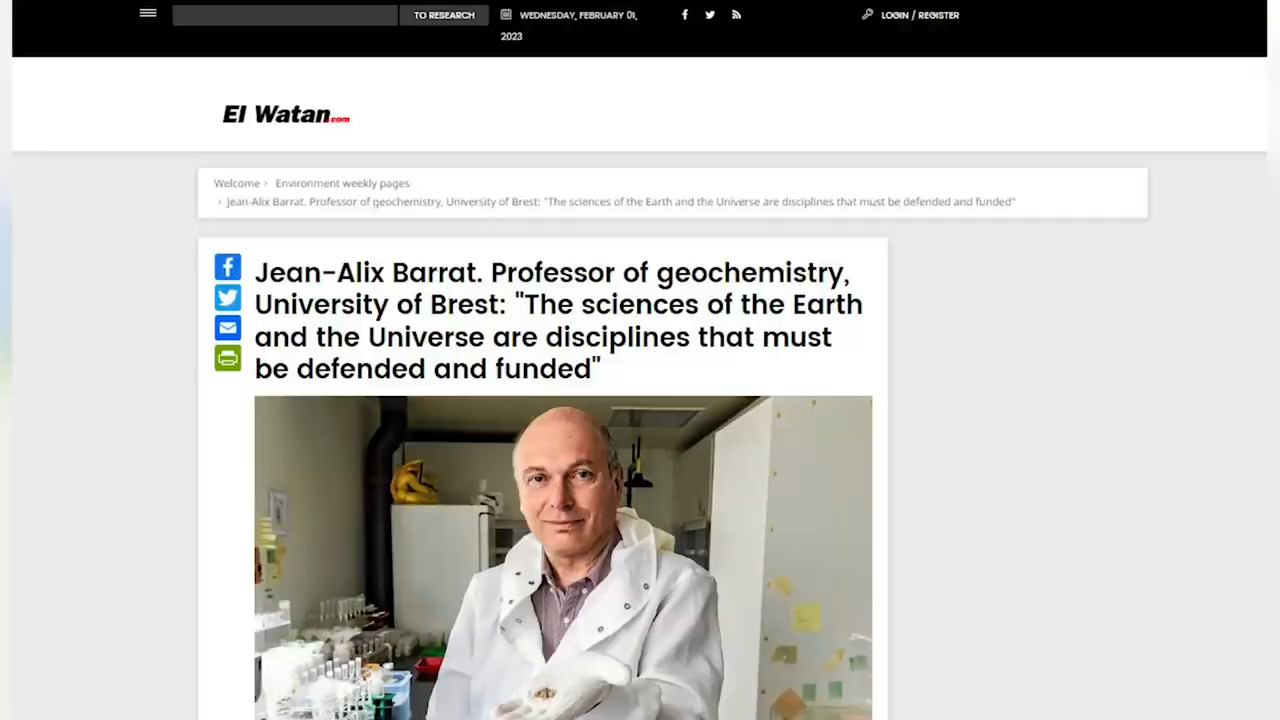 TO RESEARCH
WEDNESDAY, FEBRUARY 01,
2023
LOGIN / REGISTER
El Watan.com
Welcome › Environment weekly pages
› Jean-Alix Barrat. Professor of geochemistry, University of Brest: "The sciences of the Earth and the Universe are disciplines that must be defended and funded"
Jean-Alix Barrat. Professor of geochemistry,
University of Brest: "The sciences of the Earth
and the Universe are disciplines that must
be defended and funded"